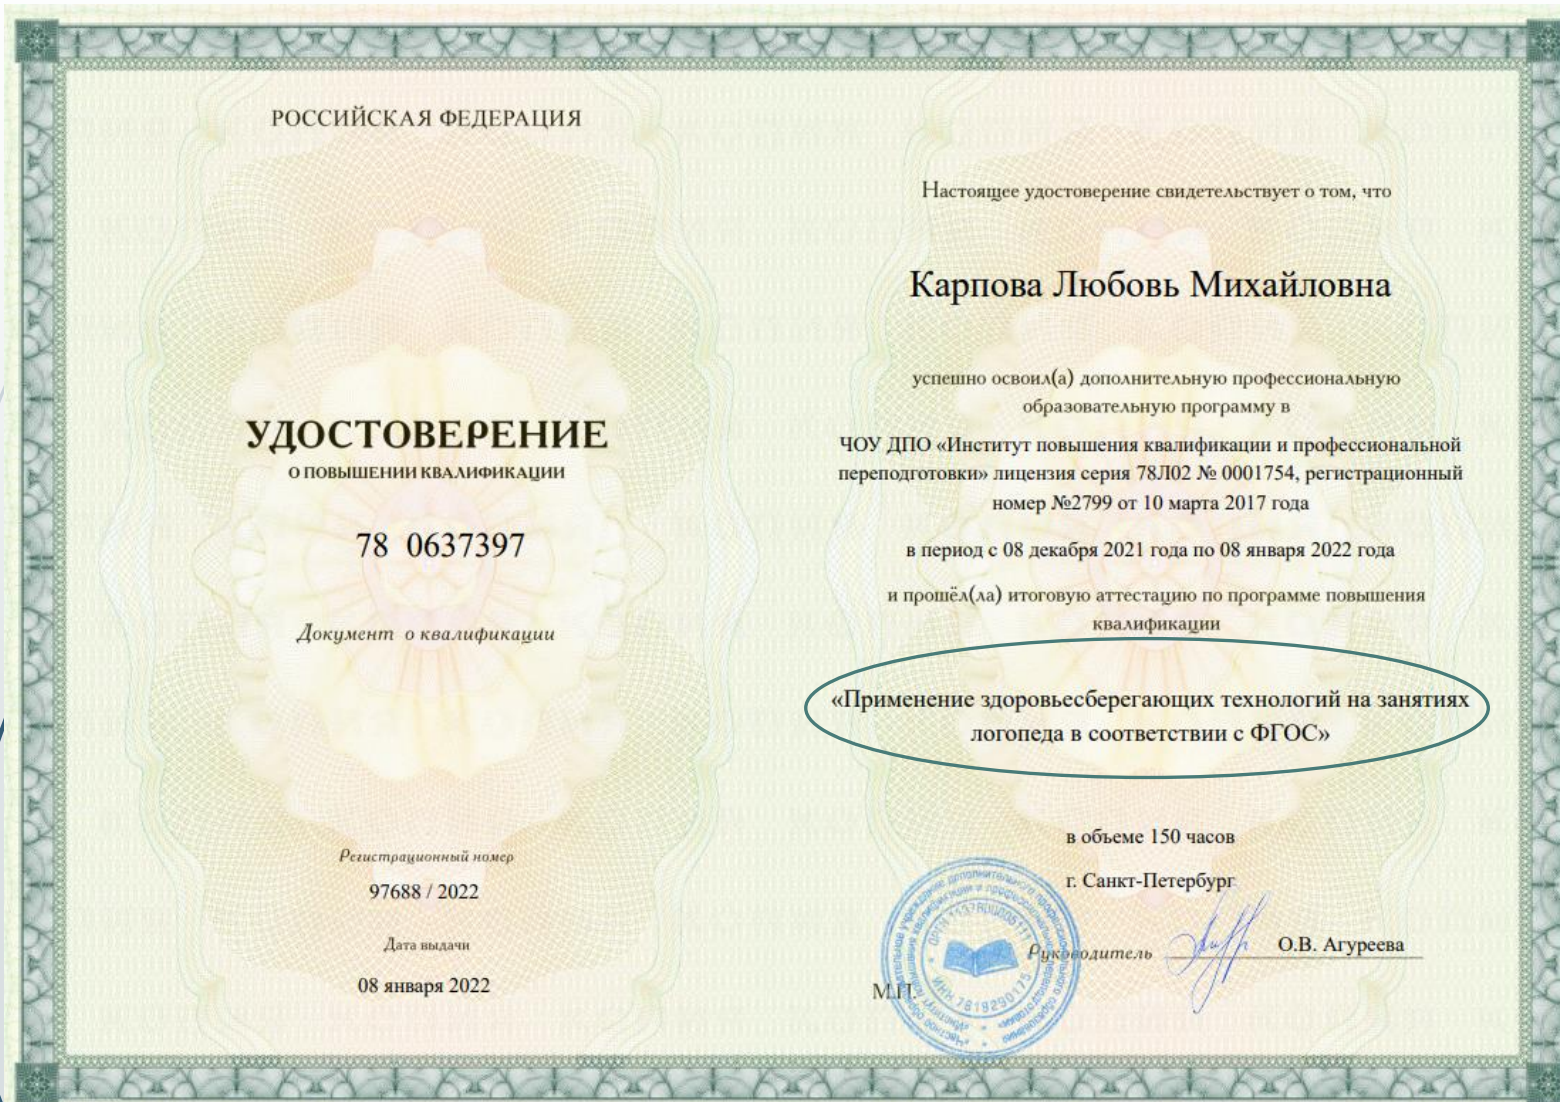 РОССИЙСКАЯ ФЕДЕРАЦИЯ
УДОСТОВЕРЕНИЕ
О ПОВЫШЕНИИ КВАЛИФИКАЦИИ
78 0637397
Документ о квалификации
Регистрационный номер
97688 / 2022
Дата выдачи
08 января 2022
Настоящее удостоверение свидетельствует о том, что
Карпова Любовь Михайловна
успешно освоил(а) дополнительную профессиональную
образовательную программу в
ЧОУ ДПО «Институт повышения квалификации и профессиональной
переподготовки» лицензия серия 78Л02 № 0001754, регистрационный
номер №2799 от 10 марта 2017 года
в период с 08 декабря 2021 года по 08 января 2022 года
и прошёл(ла) итоговую аттестацию по программе повышения
квалификации
«Применение здоровьесберегающих технологий на занятиях
логопеда в соответствии с ФГОС»
в объеме 150 часов
г. Санкт-Петербург
Руководитель О.В. Агуреева
М.П.